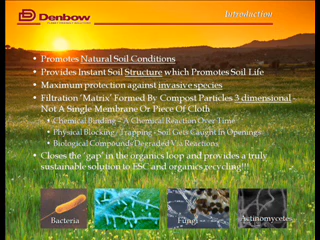 Denbow
Introduction
• Promotes Natural Soil Conditions
• Provides Instant Soil Structure which Promotes Soil Life
• Maximum protection against invasive species
• Filtration 'Matrix' Formed By Compost Particles 3 dimensional -
Not A Single Membrane Or Piece Of Cloth
• Chemical Binding – A Chemical Reaction Over Time
• Physical Blocking/Trapping - Soil Gets Caught in Openings
• Biological Compounds Degraded Via Reactions
• Closes the 'gap' in the organics loop and provides a truly
sustainable solution to ESC and organics recycling!!!
Bacteria
Fungi
Actinomycetes